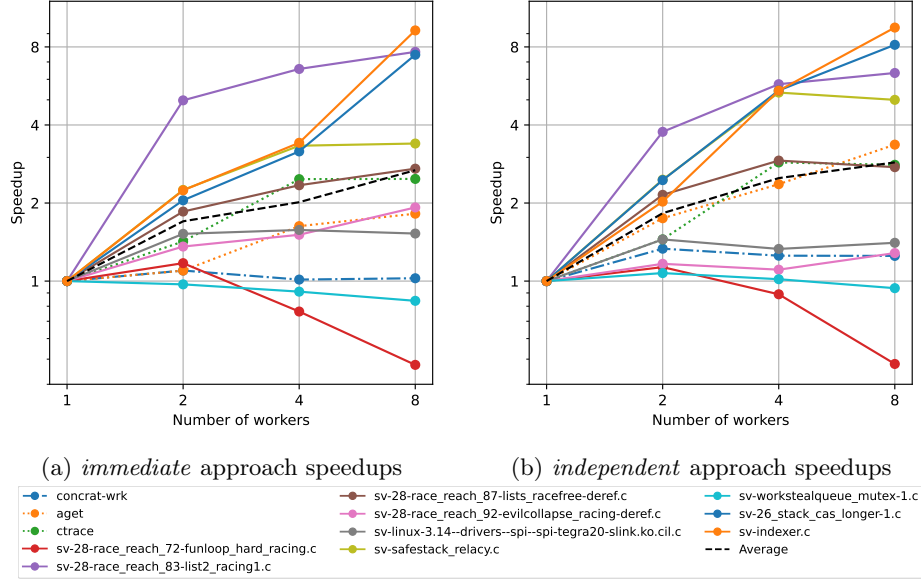 8
4
2
1
Speedup
1
2
4
8
Number of workers
8
4
2
1
Speedup
1
2
4
8
Number of workers
(a) immediate approach speedups
(b) independent approach speedups
concrat-wrk
aget
ctrace
sv-28-race_reach_72-funloop_hard_racing.c
sv-28-race_reach_83-list2_racing1.c
sv-28-race_reach_87-lists_racefree-deref.c
sv-28-race_reach_92-evilcollapse_racing-deref.c
sv-linux-3.14--drivers--spi--spi-tegra20-slink.ko.cil.c
sv-safestack_relacy.c
sv-workstealqueue_mutex-1.c
sv-26_stack_cas_longer-1.c
sv-indexer.c
Average